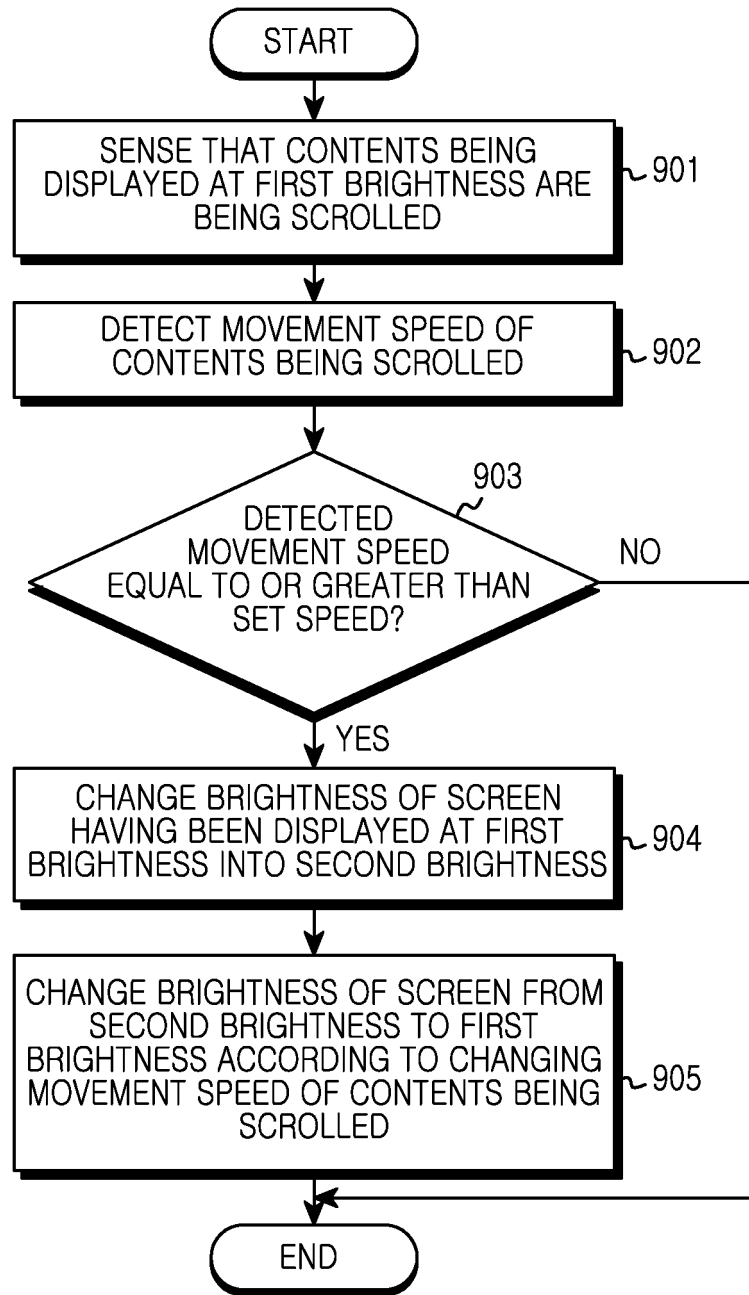 START
SENSE THAT CONTENTS BEING
DISPLAYED AT FIRST BRIGHTNESS ARE
BEING SCROLLED
901
DETECT MOVEMENT SPEED OF
CONTENTS BEING SCROLLED
902
903
DETECTED
MOVEMENT SPEED
EQUAL TO OR GREATER THAN
SET SPEED?
NO
YES
CHANGE BRIGHTNESS OF SCREEN
HAVING BEEN DISPLAYED AT FIRST
BRIGHTNESS INTO SECOND BRIGHTNESS
904
CHANGE BRIGHTNESS OF SCREEN FROM
SECOND BRIGHTNESS TO FIRST
BRIGHTNESS ACCORDING TO CHANGING
MOVEMENT SPEED OF CONTENTS BEING
SCROLLED
905
END